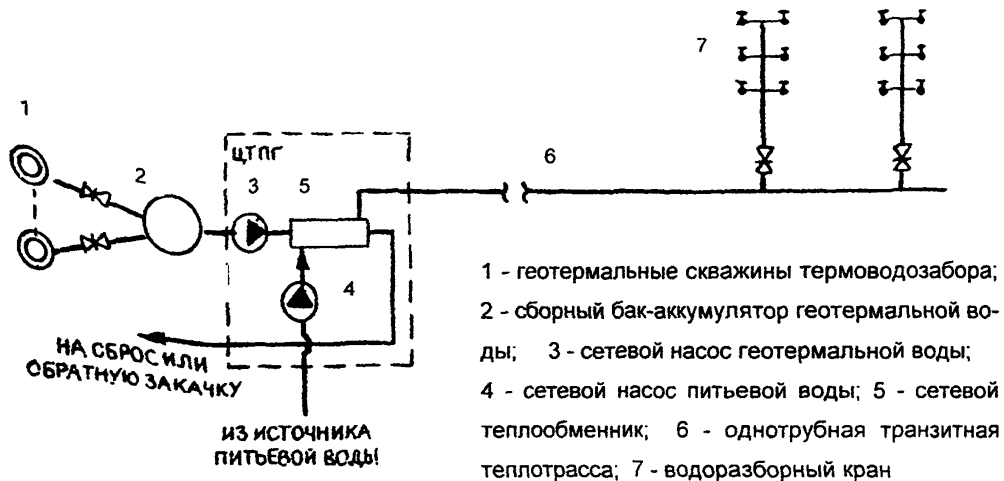 7
1
2
ЦТПГ
3
5
6
4
НА СБРОС ИЛИ
ОБРАТНУЮ ЗАКАЧКУ
ИЗ ИСТОЧНИКА
ПИТЬЕВОЙ ВОДЫ
1 - геотермальные скважины термоводозабора;
2 - сборный бак-аккумулятор геотермальной во-
ды; 3 - сетевой насос геотермальной воды;
4 - сетевой насос питьевой воды; 5 - сетевой
теплообменник; 6 - однотрубная транзитная
теплотрасса; 7 - водоразборный кран